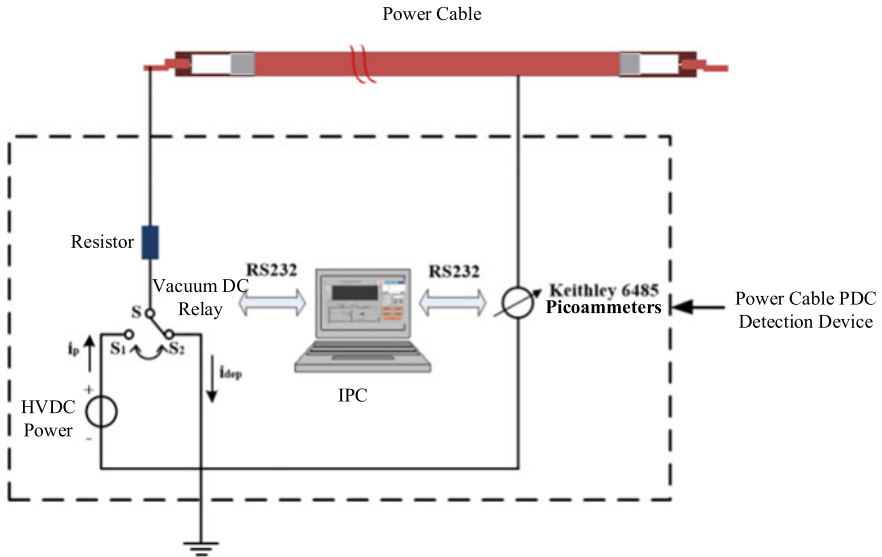 Power Cable
Resistor
RS232
RS232
Vacuum DC
Relay
Keithley 6485
Picoammeters
Power Cable PDC
Detection Device
S
S1
S2
ip
idep
+
HVDC
Power
-
IPC